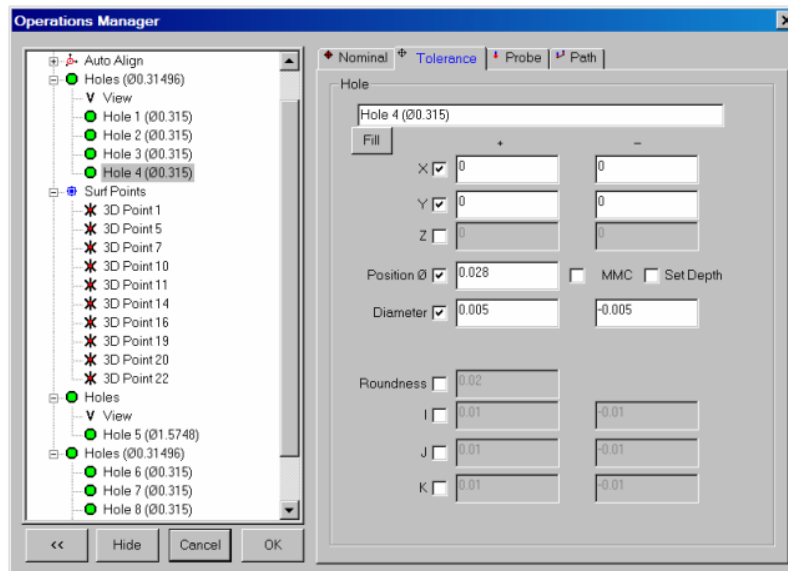 Operations Manager
Auto Align
Holes (Ø0.31496)
V View
Hole 1 (Ø0.315)
Hole 2 (Ø0.315)
Hole 3 (Ø0.315)
Hole 4 (Ø0.315)
Surf Points
3D Point 1
3D Point 5
3D Point 7
3D Point 10
3D Point 11
3D Point 14
3D Point 16
3D Point 19
3D Point 20
3D Point 22
Holes
V View
Hole 5 (Ø1.5748)
Holes (Ø0.31496)
Hole 6 (Ø0.315)
Hole 7 (Ø0.315)
Hole 8 (Ø0.315)
<< Hide Cancel OK
Nominal Tolerance Probe Path
Hole
Hole 4 (Ø0.315)
Fill + -
X 0 0
Y 0 0
Z 0 0
Position Ø 0.028 MMC Set Depth
Diameter 0.005 -0.005
Roundness 0.02
I 0.01 -0.01
J 0.01 -0.01
K 0.01 -0.01